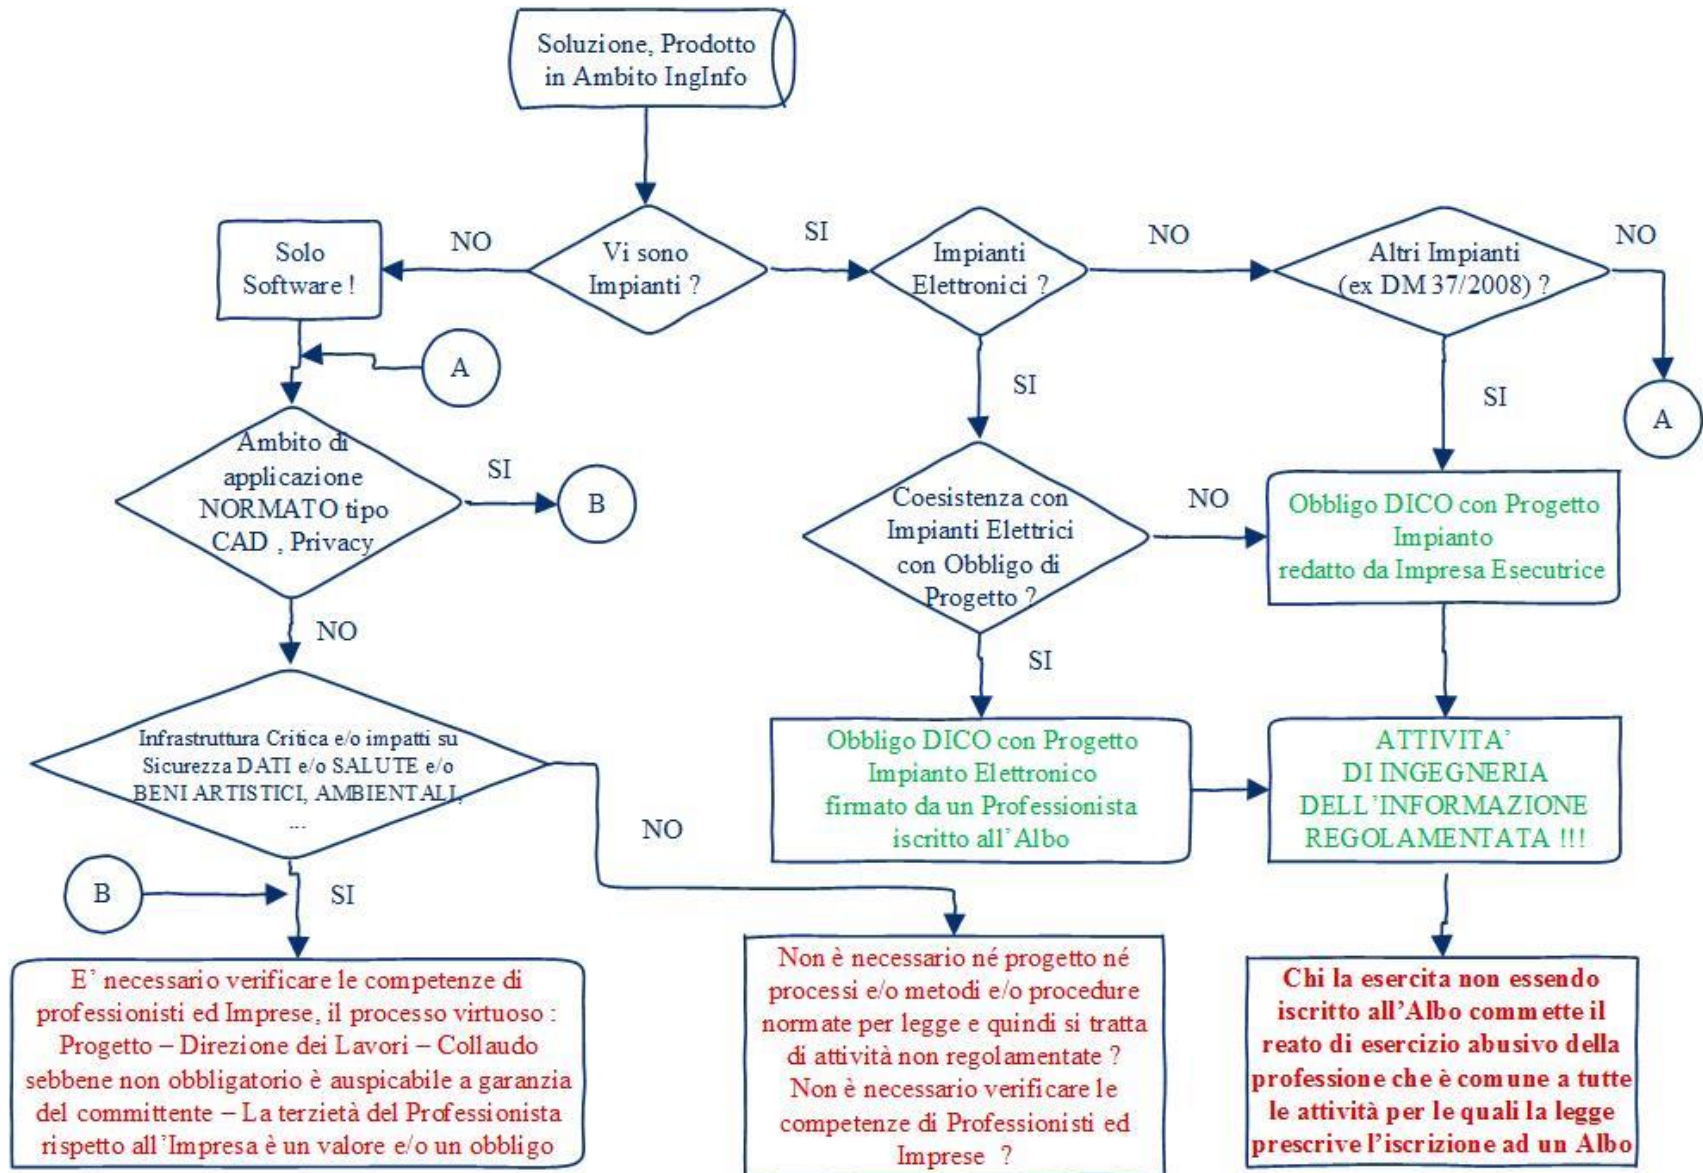 Soluzione, Prodotto
in Ambito IngInfo
Vi sono
Impianti ?
NO
SI
Solo
Software !
Impianti
Elettronici ?
NO
SI
Altri Impianti
(ex DM 37/2008) ?
NO
SI
A
A
Ambito di
applicazione
NORMATO tipo
CAD , Privacy
SI
B
NO
Coesistenza con
Impianti Elettrici
con Obbligo di
Progetto ?
NO
SI
Obbligo DICO con Progetto
Impianto
redatto da Impresa Esecutrice
Infrastruttura Critica e/o impatti su
Sicurezza DATI e/o SALUTE e/o
BENI ARTISTICI, AMBIENTALI,
...
NO
SI
B
Obbligo DICO con Progetto
Impianto Elettronico
firmato da un Professionista
iscritto all'Albo
ATTIVITA'
DI INGEGNERIA
DELL'INFORMAZIONE
REGOLAMENTATA !!!
E' necessario verificare le competenze di
professionisti ed Imprese, il processo virtuoso :
Progetto – Direzione dei Lavori – Collaudo
sebbene non obbligatorio è auspicabile a garanzia
del committente – La terzietà del Professionista
rispetto all'Impresa è un valore e/o un obbligo
Non è necessario né progetto né
processi e/o metodi e/o procedure
normate per legge e quindi si tratta
di attività non regolamentate ?
Non è necessario verificare le
competenze di Professionisti ed
Imprese ?
Chi la esercita non essendo
iscritto all'Albo commette il
reato di esercizio abusivo della
professione che è comune a tutte
le attività per le quali la legge
prescrive l'iscrizione ad un Albo